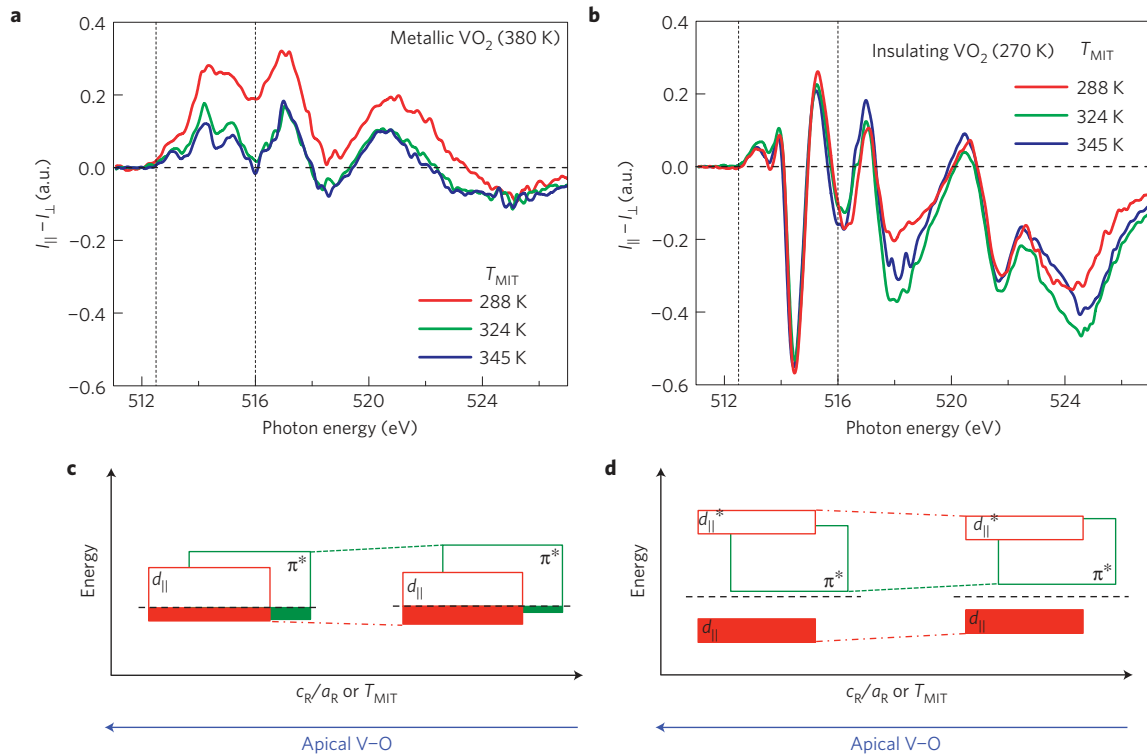 a
0.4
0.2
0.0
−0.2
−0.4
−0.6
I|| − I⊥ (a.u.)
Metallic VO2 (380 K)
TMIT
288 K
324 K
345 K
512 516 520 524
Photon energy (eV)
b
0.4
0.2
0.0
−0.2
−0.4
−0.6
I|| − I⊥ (a.u.)
Insulating VO2 (270 K)
TMIT
288 K
324 K
345 K
512 516 520 524
Photon energy (eV)
c
Energy
d||
π*
d||
π*
cR/aR or TMIT
Apical V–O
d
Energy
d||*
π*
d||
d||*
π*
d||
cR/aR or TMIT
Apical V–O